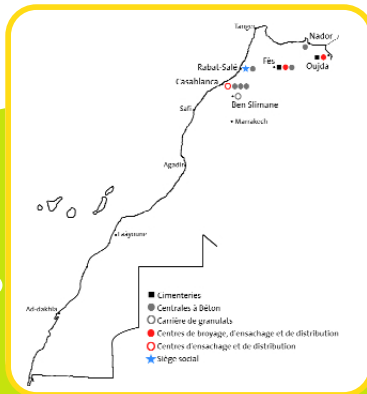 Tanger
Nador
Oujda
Fès
Rabat-Salé
Casablanca
Ben Slimane
Safi
Marrakech
Agadir
Laâyoune
Ad-dakhla
Cimenteries
Centrales à Béton
Carrière de granulats
Centres de broyage, d'ensachage et de distribution
Centres d'ensachage et de distribution
Siège social